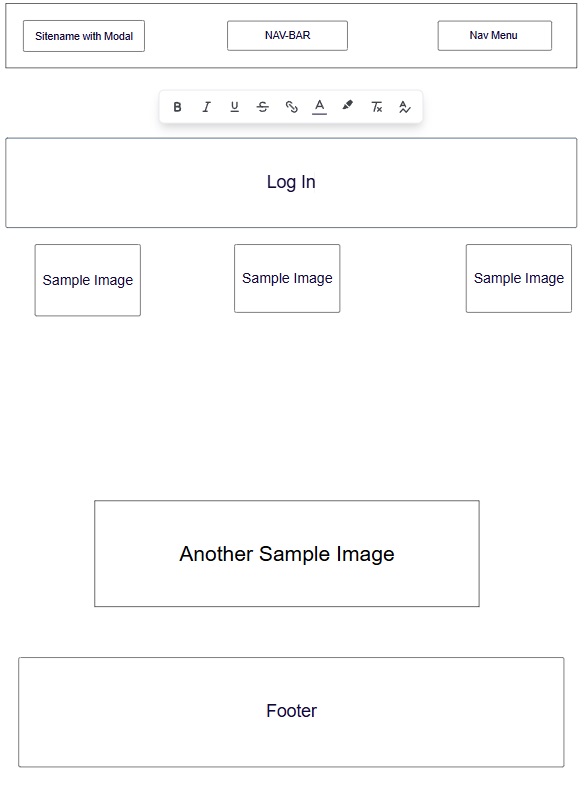 Sitename with Modal
NAV-BAR
Nav Menu
B I U S A Tx A
Log In
Sample Image
Sample Image
Sample Image
Another Sample Image
Footer